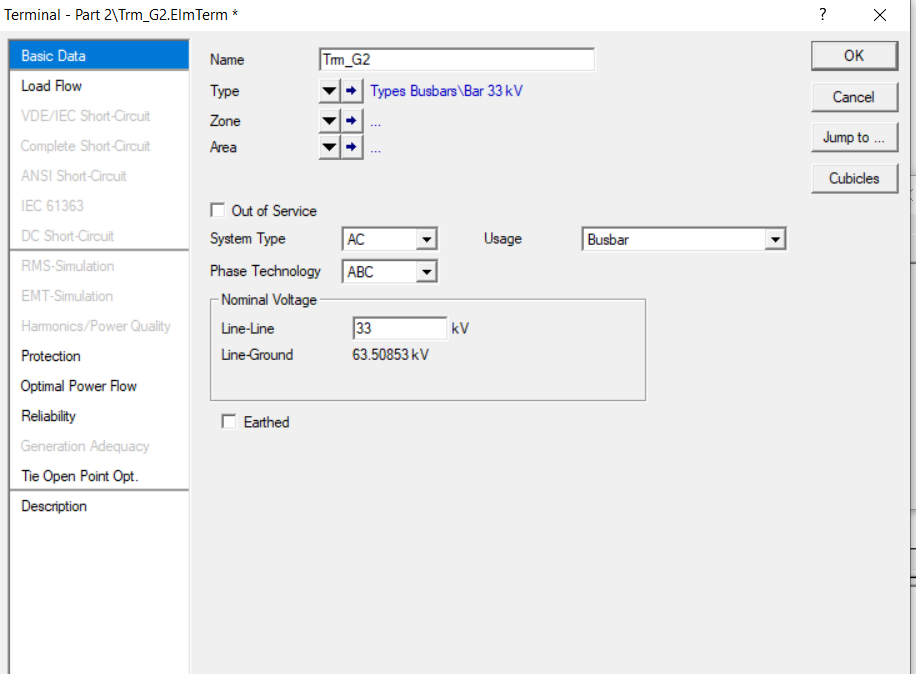 Terminal - Part 2\Trm_G2.ElmTerm *
?
Basic Data
Load Flow
VDE/IEC Short-Circuit
Complete Short-Circuit
ANSI Short-Circuit
IEC 61363
DC Short-Circuit
RMS-Simulation
EMT-Simulation
Harmonics/Power Quality
Protection
Optimal Power Flow
Reliability
Generation Adequacy
Tie Open Point Opt.
Description
Name Trm_G2
Type Types Busbars\Bar 33 kV
Zone ...
Area ...
Out of Service
System Type AC Usage Busbar
Phase Technology ABC
Nominal Voltage
Line-Line 33 kV
Line-Ground 63.50853 kV
Earthed
OK
Cancel
Jump to ...
Cubicles